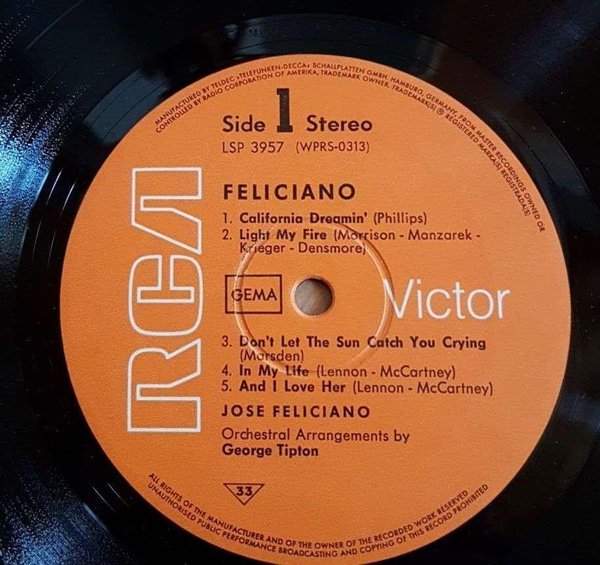 MANUFACTURED BY TELDEC »TELEFUNKEN-DECCA« SCHALLPLATTEN GMBH, HAMBURG, GERMANY, FROM MASTER RECORDINGS OWNED OR
CONTROLLED BY RADIO CORPORATION OF AMERICA, TRADEMARK OWNER, TRADEMARK(S) ® REGISTERED MARKA(S) REGISTRADA(S)
Side 1 Stereo
LSP 3957 (WPRS-0313)
RCA
FELICIANO
1. California Dreamin' (Phillips)
2. Light My Fire (Morrison - Manzarek -
Krieger - Densmore)
GEMA
Victor
3. Don't Let The Sun Catch You Crying
(Marsden)
4. In My Life (Lennon - McCartney)
5. And I Love Her (Lennon - McCartney)
JOSE FELICIANO
Orchestral Arrangements by
George Tipton
33
ALL RIGHTS OF THE MANUFACTURER AND OF THE OWNER OF THE RECORDED WORK RESERVED
UNAUTHORISED PUBLIC PERFORMANCE BROADCASTING AND COPYING OF THIS RECORD PROHIBITED